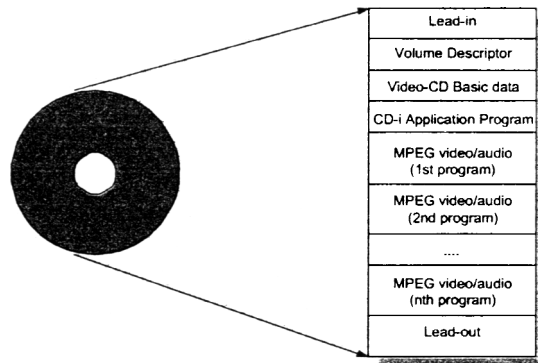 Lead-in
Volume Descriptor
Video-CD Basic data
CD-i Application Program
MPEG video/audio
(1st program)
MPEG video/audio
(2nd program)
....
MPEG video/audio
(nth program)
Lead-out